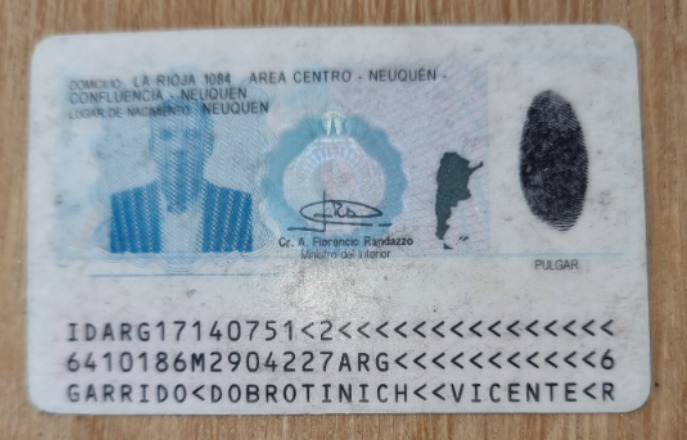 DOMICILIO: LA RIOJA 1084 AREA CENTRO - NEUQUÉN -
CONFLUENCIA - NEUQUEN
LUGAR DE NACIMIENTO: NEUQUEN
Cr. A. Florencio Randazzo
Ministro del Interior
PULGAR
IDARG17140751<2<<<<<<<<<<<<<<<
6410186M2904227ARG<<<<<<<<<<<6
GARRIDO<DOBROTINICH<<VICENTE<R